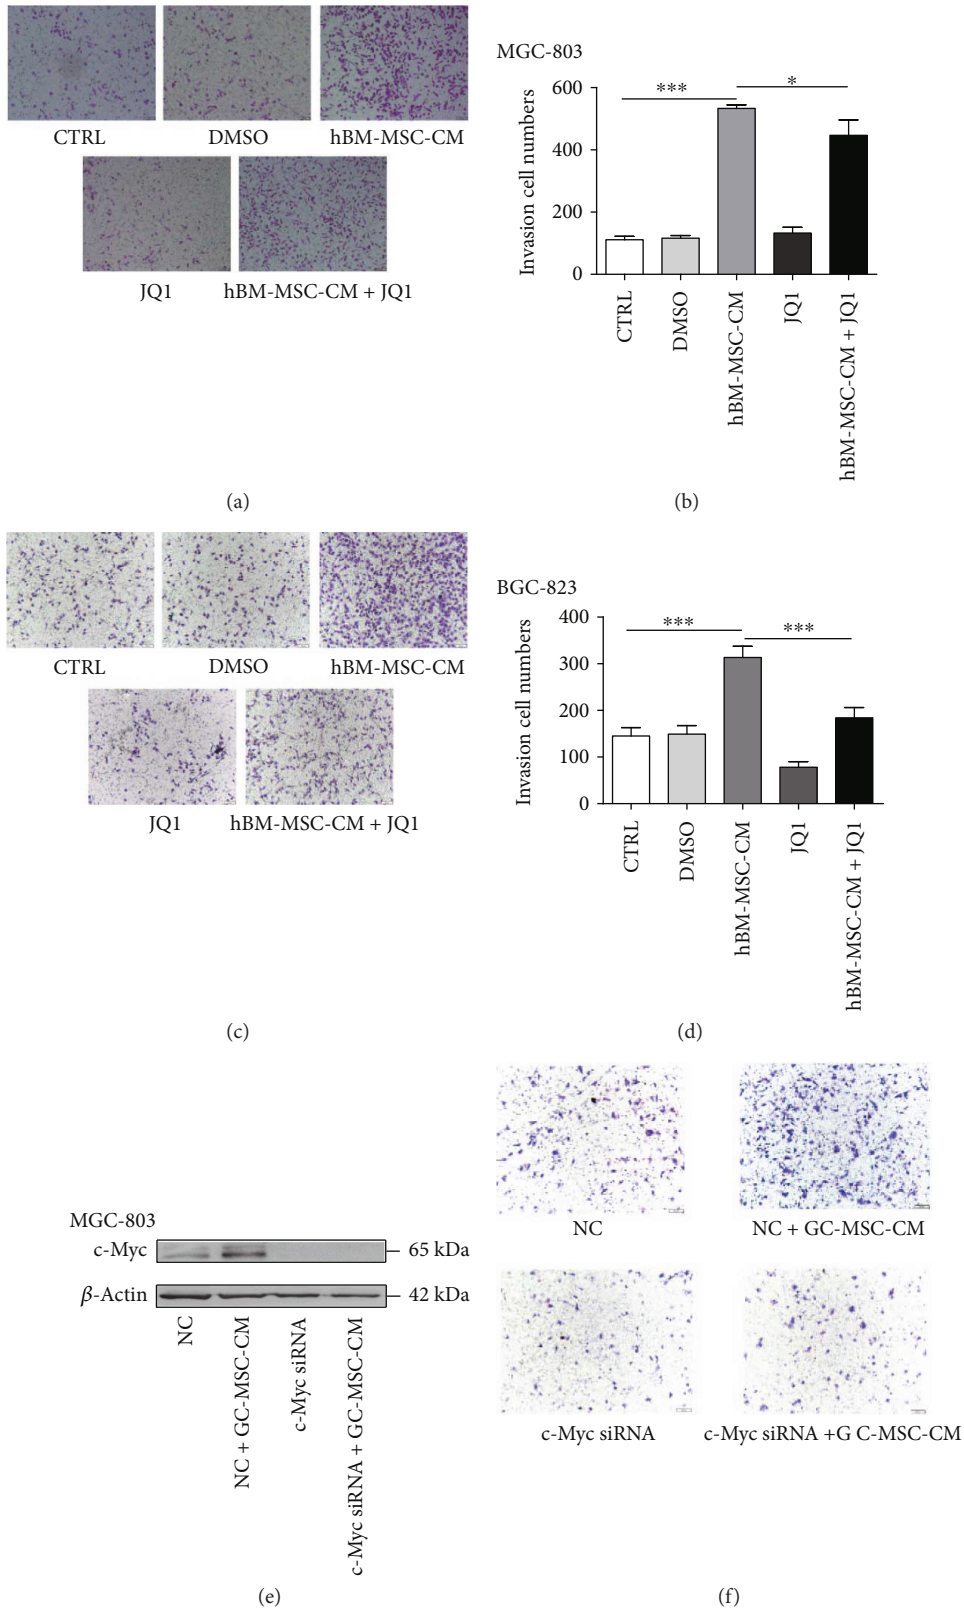 CTRL
DMSO
hBM-MSC-CM
JQ1
hBM-MSC-CM + JQ1
(a)
MGC-803
Invasion cell numbers
600
400
200
0
***
*
CTRL
DMSO
hBM-MSC-CM
JQ1
hBM-MSC-CM + JQ1
(b)
CTRL
DMSO
hBM-MSC-CM
JQ1
hBM-MSC-CM + JQ1
(c)
BGC-823
Invasion cell numbers
400
300
200
100
0
***
***
CTRL
DMSO
hBM-MSC-CM
JQ1
hBM-MSC-CM + JQ1
(d)
MGC-803
c-Myc
65 kDa
β-Actin
42 kDa
NC
NC + GC-MSC-CM
c-Myc siRNA
c-Myc siRNA + GC-MSC-CM
(e)
NC
NC + GC-MSC-CM
c-Myc siRNA
c-Myc siRNA +G C-MSC-CM
(f)